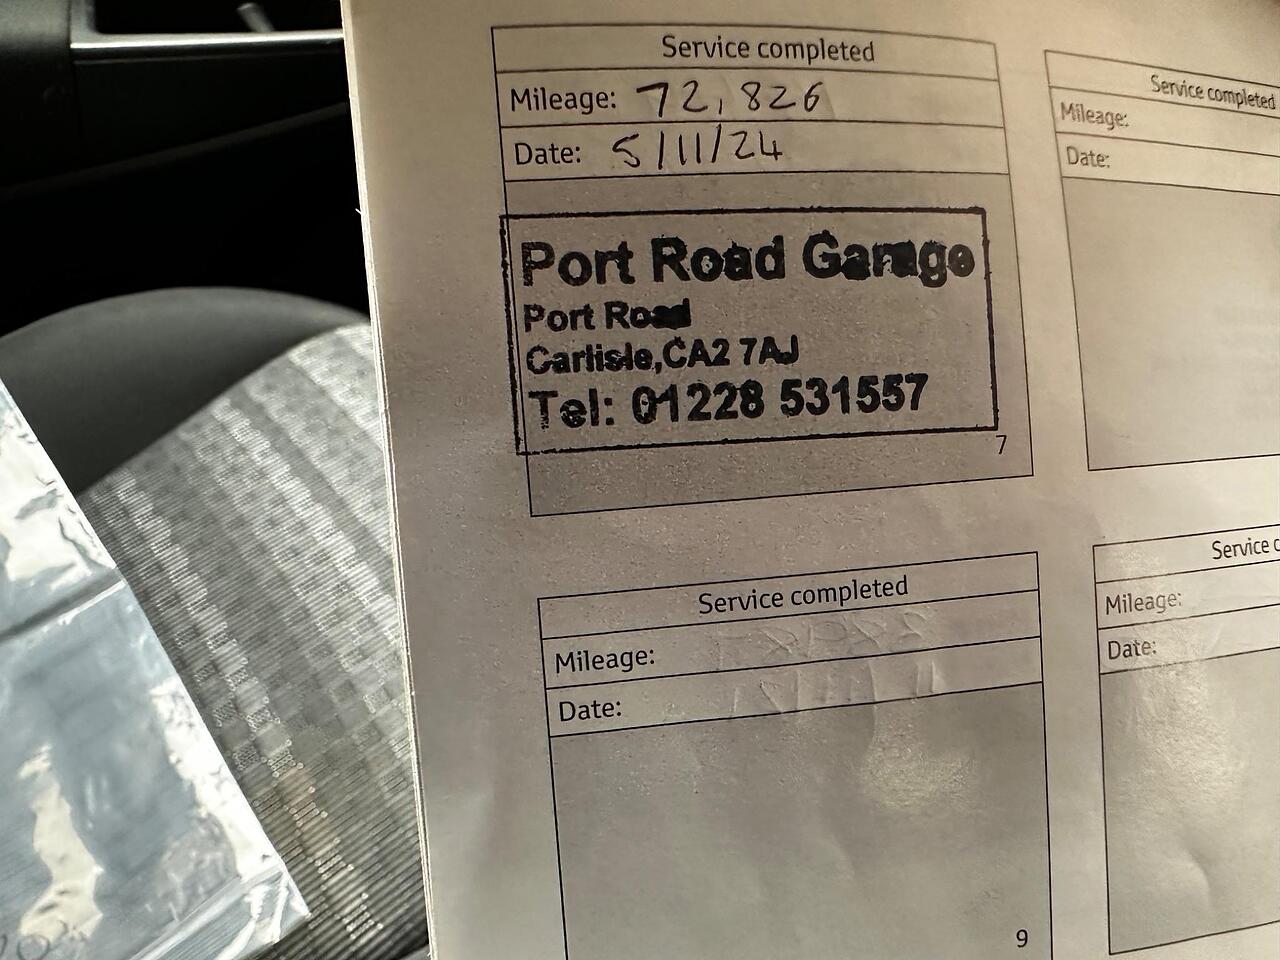 Service completed
Mileage: 72,826
Date: 5/11/24
Port Road Garage
Port Road
Carlisle,CA2 7AJ
Tel: 01228 531557
7
Service completed
Mileage:
Date:
Service completed
Mileage:
Date:
9
Service
Mileage:
Date: